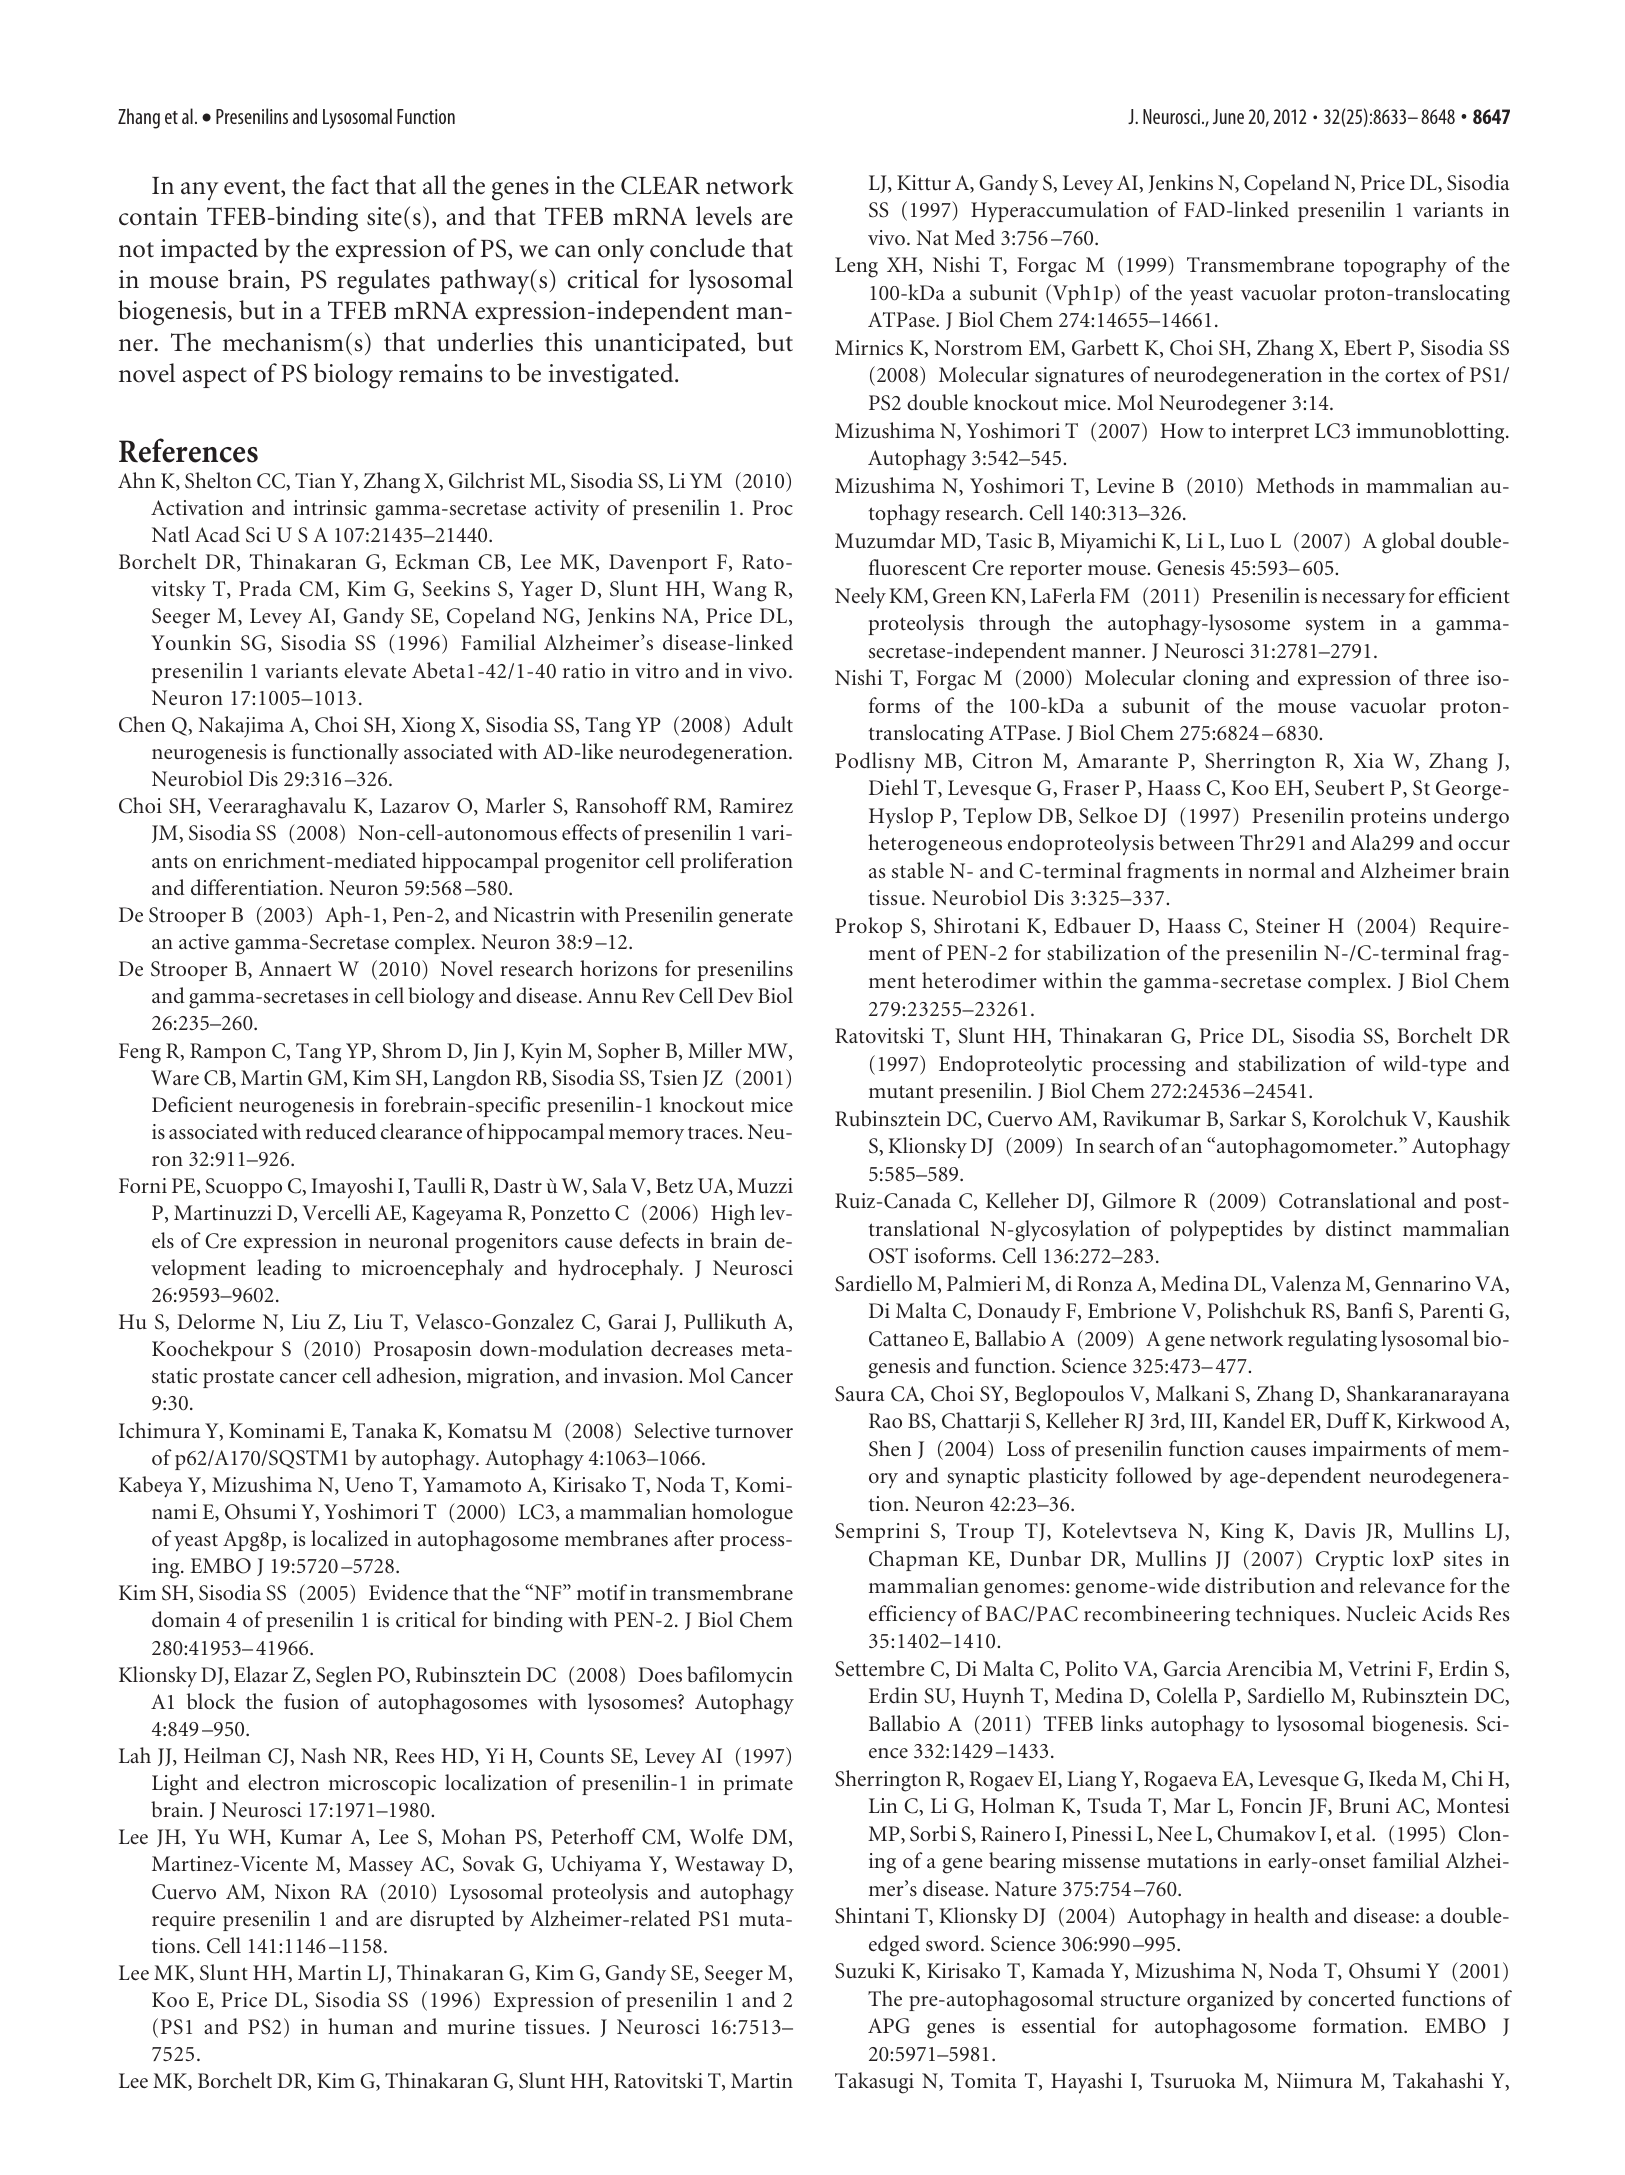 Zhang et al. • Presenilins and Lysosomal Function
J. Neurosci., June 20, 2012 • 32(25):8633–8648 • 8647
In any event, the fact that all the genes in the CLEAR network
contain TFEB-binding site(s), and that TFEB mRNA levels are
not impacted by the expression of PS, we can only conclude that
in mouse brain, PS regulates pathway(s) critical for lysosomal
biogenesis, but in a TFEB mRNA expression-independent man-
ner. The mechanism(s) that underlies this unanticipated, but
novel aspect of PS biology remains to be investigated.
References
Ahn K, Shelton CC, Tian Y, Zhang X, Gilchrist ML, Sisodia SS, Li YM (2010)
Activation and intrinsic gamma-secretase activity of presenilin 1. Proc
Natl Acad Sci U S A 107:21435–21440.
Borchelt DR, Thinakaran G, Eckman CB, Lee MK, Davenport F, Rato-
vitsky T, Prada CM, Kim G, Seekins S, Yager D, Slunt HH, Wang R,
Seeger M, Levey AI, Gandy SE, Copeland NG, Jenkins NA, Price DL,
Younkin SG, Sisodia SS (1996) Familial Alzheimer's disease-linked
presenilin 1 variants elevate Abeta1-42/1-40 ratio in vitro and in vivo.
Neuron 17:1005–1013.
Chen Q, Nakajima A, Choi SH, Xiong X, Sisodia SS, Tang YP (2008) Adult
neurogenesis is functionally associated with AD-like neurodegeneration.
Neurobiol Dis 29:316–326.
Choi SH, Veeraraghavalu K, Lazarov O, Marler S, Ransohoff RM, Ramirez
JM, Sisodia SS (2008) Non-cell-autonomous effects of presenilin 1 vari-
ants on enrichment-mediated hippocampal progenitor cell proliferation
and differentiation. Neuron 59:568–580.
De Strooper B (2003) Aph-1, Pen-2, and Nicastrin with Presenilin generate
an active gamma-Secretase complex. Neuron 38:9–12.
De Strooper B, Annaert W (2010) Novel research horizons for presenilins
and gamma-secretases in cell biology and disease. Annu Rev Cell Dev Biol
26:235–260.
Feng R, Rampon C, Tang YP, Shrom D, Jin J, Kyin M, Sopher B, Miller MW,
Ware CB, Martin GM, Kim SH, Langdon RB, Sisodia SS, Tsien JZ (2001)
Deficient neurogenesis in forebrain-specific presenilin-1 knockout mice
is associated with reduced clearance of hippocampal memory traces. Neu-
ron 32:911–926.
Forni PE, Scuoppo C, Imayoshi I, Taulli R, Dastr ù W, Sala V, Betz UA, Muzzi
P, Martinuzzi D, Vercelli AE, Kageyama R, Ponzetto C (2006) High lev-
els of Cre expression in neuronal progenitors cause defects in brain de-
velopment leading to microencephaly and hydrocephaly. J Neurosci
26:9593–9602.
Hu S, Delorme N, Liu Z, Liu T, Velasco-Gonzalez C, Garai J, Pullikuth A,
Koochekpour S (2010) Prosaposin down-modulation decreases meta-
static prostate cancer cell adhesion, migration, and invasion. Mol Cancer
9:30.
Ichimura Y, Kominami E, Tanaka K, Komatsu M (2008) Selective turnover
of p62/A170/SQSTM1 by autophagy. Autophagy 4:1063–1066.
Kabeya Y, Mizushima N, Ueno T, Yamamoto A, Kirisako T, Noda T, Komi-
nami E, Ohsumi Y, Yoshimori T (2000) LC3, a mammalian homologue
of yeast Apg8p, is localized in autophagosome membranes after process-
ing. EMBO J 19:5720–5728.
Kim SH, Sisodia SS (2005) Evidence that the “NF” motif in transmembrane
domain 4 of presenilin 1 is critical for binding with PEN-2. J Biol Chem
280:41953–41966.
Klionsky DJ, Elazar Z, Seglen PO, Rubinsztein DC (2008) Does bafilomycin
A1 block the fusion of autophagosomes with lysosomes? Autophagy
4:849–950.
Lah JJ, Heilman CJ, Nash NR, Rees HD, Yi H, Counts SE, Levey AI (1997)
Light and electron microscopic localization of presenilin-1 in primate
brain. J Neurosci 17:1971–1980.
Lee JH, Yu WH, Kumar A, Lee S, Mohan PS, Peterhoff CM, Wolfe DM,
Martinez-Vicente M, Massey AC, Sovak G, Uchiyama Y, Westaway D,
Cuervo AM, Nixon RA (2010) Lysosomal proteolysis and autophagy
require presenilin 1 and are disrupted by Alzheimer-related PS1 muta-
tions. Cell 141:1146–1158.
Lee MK, Slunt HH, Martin LJ, Thinakaran G, Kim G, Gandy SE, Seeger M,
Koo E, Price DL, Sisodia SS (1996) Expression of presenilin 1 and 2
(PS1 and PS2) in human and murine tissues. J Neurosci 16:7513–
7525.
Lee MK, Borchelt DR, Kim G, Thinakaran G, Slunt HH, Ratovitski T, Martin
LJ, Kittur A, Gandy S, Levey AI, Jenkins N, Copeland N, Price DL, Sisodia
SS (1997) Hyperaccumulation of FAD-linked presenilin 1 variants in
vivo. Nat Med 3:756–760.
Leng XH, Nishi T, Forgac M (1999) Transmembrane topography of the
100-kDa a subunit (Vph1p) of the yeast vacuolar proton-translocating
ATPase. J Biol Chem 274:14655–14661.
Mirnics K, Norstrom EM, Garbett K, Choi SH, Zhang X, Ebert P, Sisodia SS
(2008) Molecular signatures of neurodegeneration in the cortex of PS1/
PS2 double knockout mice. Mol Neurodegener 3:14.
Mizushima N, Yoshimori T (2007) How to interpret LC3 immunoblotting.
Autophagy 3:542–545.
Mizushima N, Yoshimori T, Levine B (2010) Methods in mammalian au-
tophagy research. Cell 140:313–326.
Muzumdar MD, Tasic B, Miyamichi K, Li L, Luo L (2007) A global double-
fluorescent Cre reporter mouse. Genesis 45:593–605.
Neely KM, Green KN, LaFerla FM (2011) Presenilin is necessary for efficient
proteolysis through the autophagy-lysosome system in a gamma-
secretase-independent manner. J Neurosci 31:2781–2791.
Nishi T, Forgac M (2000) Molecular cloning and expression of three iso-
forms of the 100-kDa a subunit of the mouse vacuolar proton-
translocating ATPase. J Biol Chem 275:6824–6830.
Podlisny MB, Citron M, Amarante P, Sherrington R, Xia W, Zhang J,
Diehl T, Levesque G, Fraser P, Haass C, Koo EH, Seubert P, St George-
Hyslop P, Teplow DB, Selkoe DJ (1997) Presenilin proteins undergo
heterogeneous endoproteolysis between Thr291 and Ala299 and occur
as stable N- and C-terminal fragments in normal and Alzheimer brain
tissue. Neurobiol Dis 3:325–337.
Prokop S, Shirotani K, Edbauer D, Haass C, Steiner H (2004) Require-
ment of PEN-2 for stabilization of the presenilin N-/C-terminal frag-
ment heterodimer within the gamma-secretase complex. J Biol Chem
279:23255–23261.
Ratovitski T, Slunt HH, Thinakaran G, Price DL, Sisodia SS, Borchelt DR
(1997) Endoproteolytic processing and stabilization of wild-type and
mutant presenilin. J Biol Chem 272:24536–24541.
Rubinsztein DC, Cuervo AM, Ravikumar B, Sarkar S, Korolchuk V, Kaushik
S, Klionsky DJ (2009) In search of an “autophagomometer.” Autophagy
5:585–589.
Ruiz-Canada C, Kelleher DJ, Gilmore R (2009) Cotranslational and post-
translational N-glycosylation of polypeptides by distinct mammalian
OST isoforms. Cell 136:272–283.
Sardiello M, Palmieri M, di Ronza A, Medina DL, Valenza M, Gennarino VA,
Di Malta C, Donaudy F, Embrione V, Polishchuk RS, Banfi S, Parenti G,
Cattaneo E, Ballabio A (2009) A gene network regulating lysosomal bio-
genesis and function. Science 325:473–477.
Saura CA, Choi SY, Beglopoulos V, Malkani S, Zhang D, Shankaranarayana
Rao BS, Chattarji S, Kelleher RJ 3rd, III, Kandel ER, Duff K, Kirkwood A,
Shen J (2004) Loss of presenilin function causes impairments of mem-
ory and synaptic plasticity followed by age-dependent neurodegenera-
tion. Neuron 42:23–36.
Semprini S, Troup TJ, Kotelevtseva N, King K, Davis JR, Mullins LJ,
Chapman KE, Dunbar DR, Mullins JJ (2007) Cryptic loxP sites in
mammalian genomes: genome-wide distribution and relevance for the
efficiency of BAC/PAC recombineering techniques. Nucleic Acids Res
35:1402–1410.
Settembre C, Di Malta C, Polito VA, Garcia Arencibia M, Vetrini F, Erdin S,
Erdin SU, Huynh T, Medina D, Colella P, Sardiello M, Rubinsztein DC,
Ballabio A (2011) TFEB links autophagy to lysosomal biogenesis. Sci-
ence 332:1429–1433.
Sherrington R, Rogaev EI, Liang Y, Rogaeva EA, Levesque G, Ikeda M, Chi H,
Lin C, Li G, Holman K, Tsuda T, Mar L, Foncin JF, Bruni AC, Montesi
MP, Sorbi S, Rainero I, Pinessi L, Nee L, Chumakov I, et al. (1995) Clon-
ing of a gene bearing missense mutations in early-onset familial Alzhei-
mer's disease. Nature 375:754–760.
Shintani T, Klionsky DJ (2004) Autophagy in health and disease: a double-
edged sword. Science 306:990–995.
Suzuki K, Kirisako T, Kamada Y, Mizushima N, Noda T, Ohsumi Y (2001)
The pre-autophagosomal structure organized by concerted functions of
APG genes is essential for autophagosome formation. EMBO J
20:5971–5981.
Takasugi N, Tomita T, Hayashi I, Tsuruoka M, Niimura M, Takahashi Y,